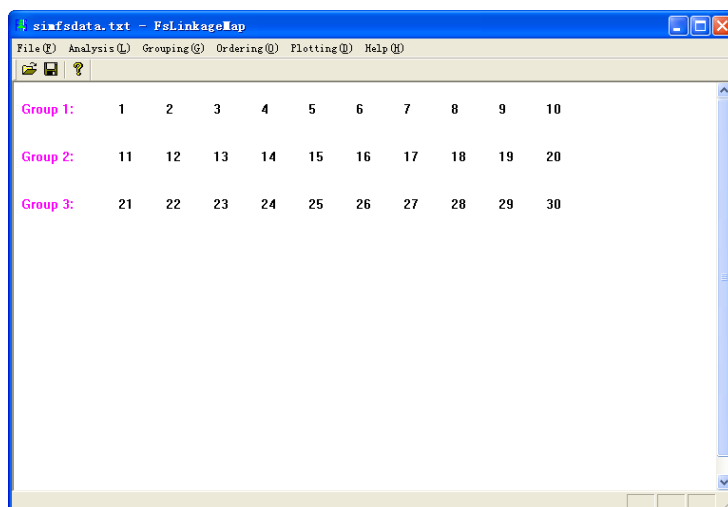 simfsdata.txt - FsLinkageMap
File(F) Analysis(L) Grouping(G) Ordering(O) Plotting(D) Help(H)
Group 1: 1 2 3 4 5 6 7 8 9 10
Group 2: 11 12 13 14 15 16 17 18 19 20
Group 3: 21 22 23 24 25 26 27 28 29 30